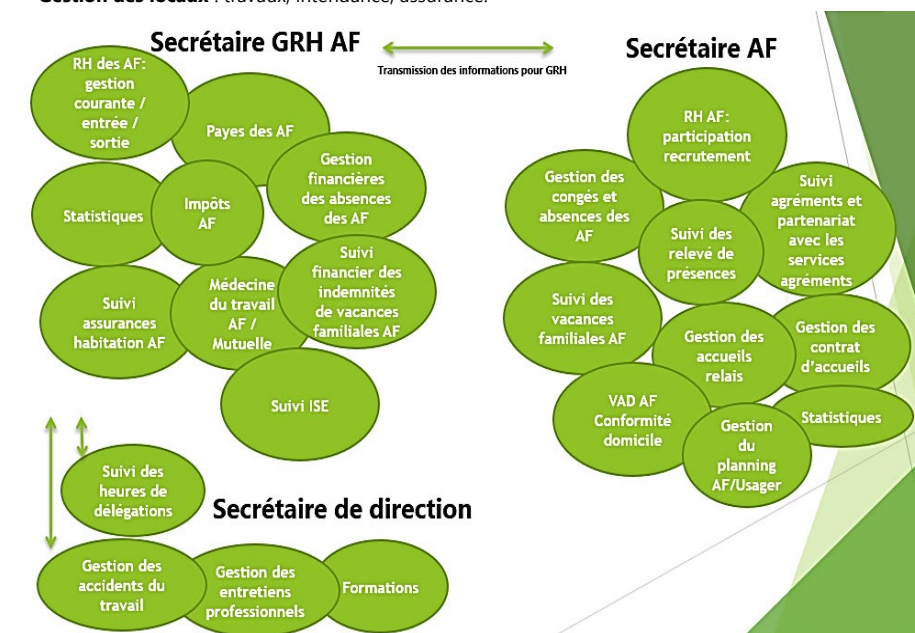 Gestion des locaux : travaux, intendance, assurance.
Secrétaire GRH AF
Transmission des informations pour GRH
Secrétaire AF
RH des AF:
gestion
courante /
entrée /
sortie
Payes des AF
Gestion
financières
des absences
des AF
Statistiques
Impôts
AF
Suivi
assurances
habitation AF
Médecine
du travail
AF /
Mutuelle
Suivi
financier des
indemnités
de vacances
familiales AF
Suivi ISE
RH AF:
participation
recrutement
Gestion des
congés et
absences des
AF
Suivi des
relevé de
présences
Suivi
agréments et
partenariat
avec les
services
agréments
Suivi des
vacances
familiales AF
Gestion des
accueils
relais
Gestion des
contrat
d'accueils
VAD AF
Conformité
domicile
Gestion
du
planning
AF/Usager
Statistiques
Suivi des
heures de
délégations
Secrétaire de direction
Gestion des
accidents du
travail
Gestion des
entretiens
professionnels
Formations